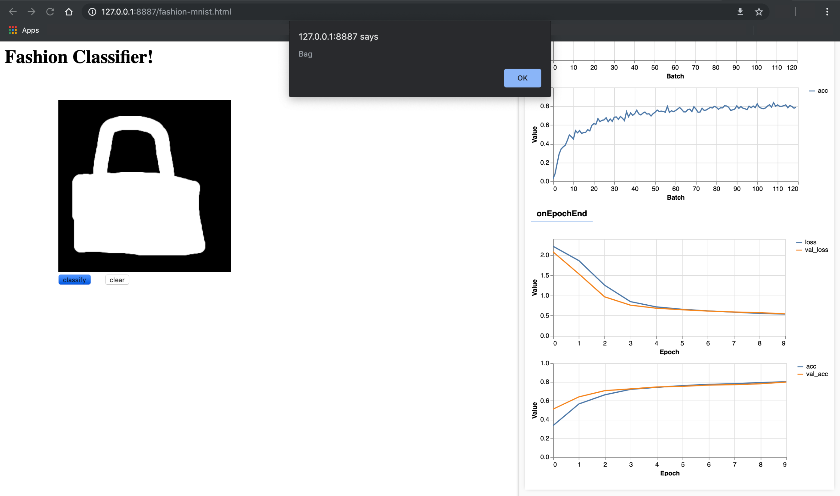 127.0.0.1:8887/fashion-mnist.html
Apps
127.0.0.1:8887 says
Bag
OK
Fashion Classifier!
classify
clear
0 10 20 30 40 50 60 70 80 90 100 110 120
Batch
acc
0.8
0.6
0.4
0.2
0.0
Value
0 10 20 30 40 50 60 70 80 90 100 110 120
Batch
onEpochEnd
loss
val_loss
2.0
1.5
1.0
0.5
0.0
Value
0 1 2 3 4 5 6 7 8 9
Epoch
acc
val_acc
1.0
0.8
0.6
0.4
0.2
0.0
Value
0 1 2 3 4 5 6 7 8 9
Epoch